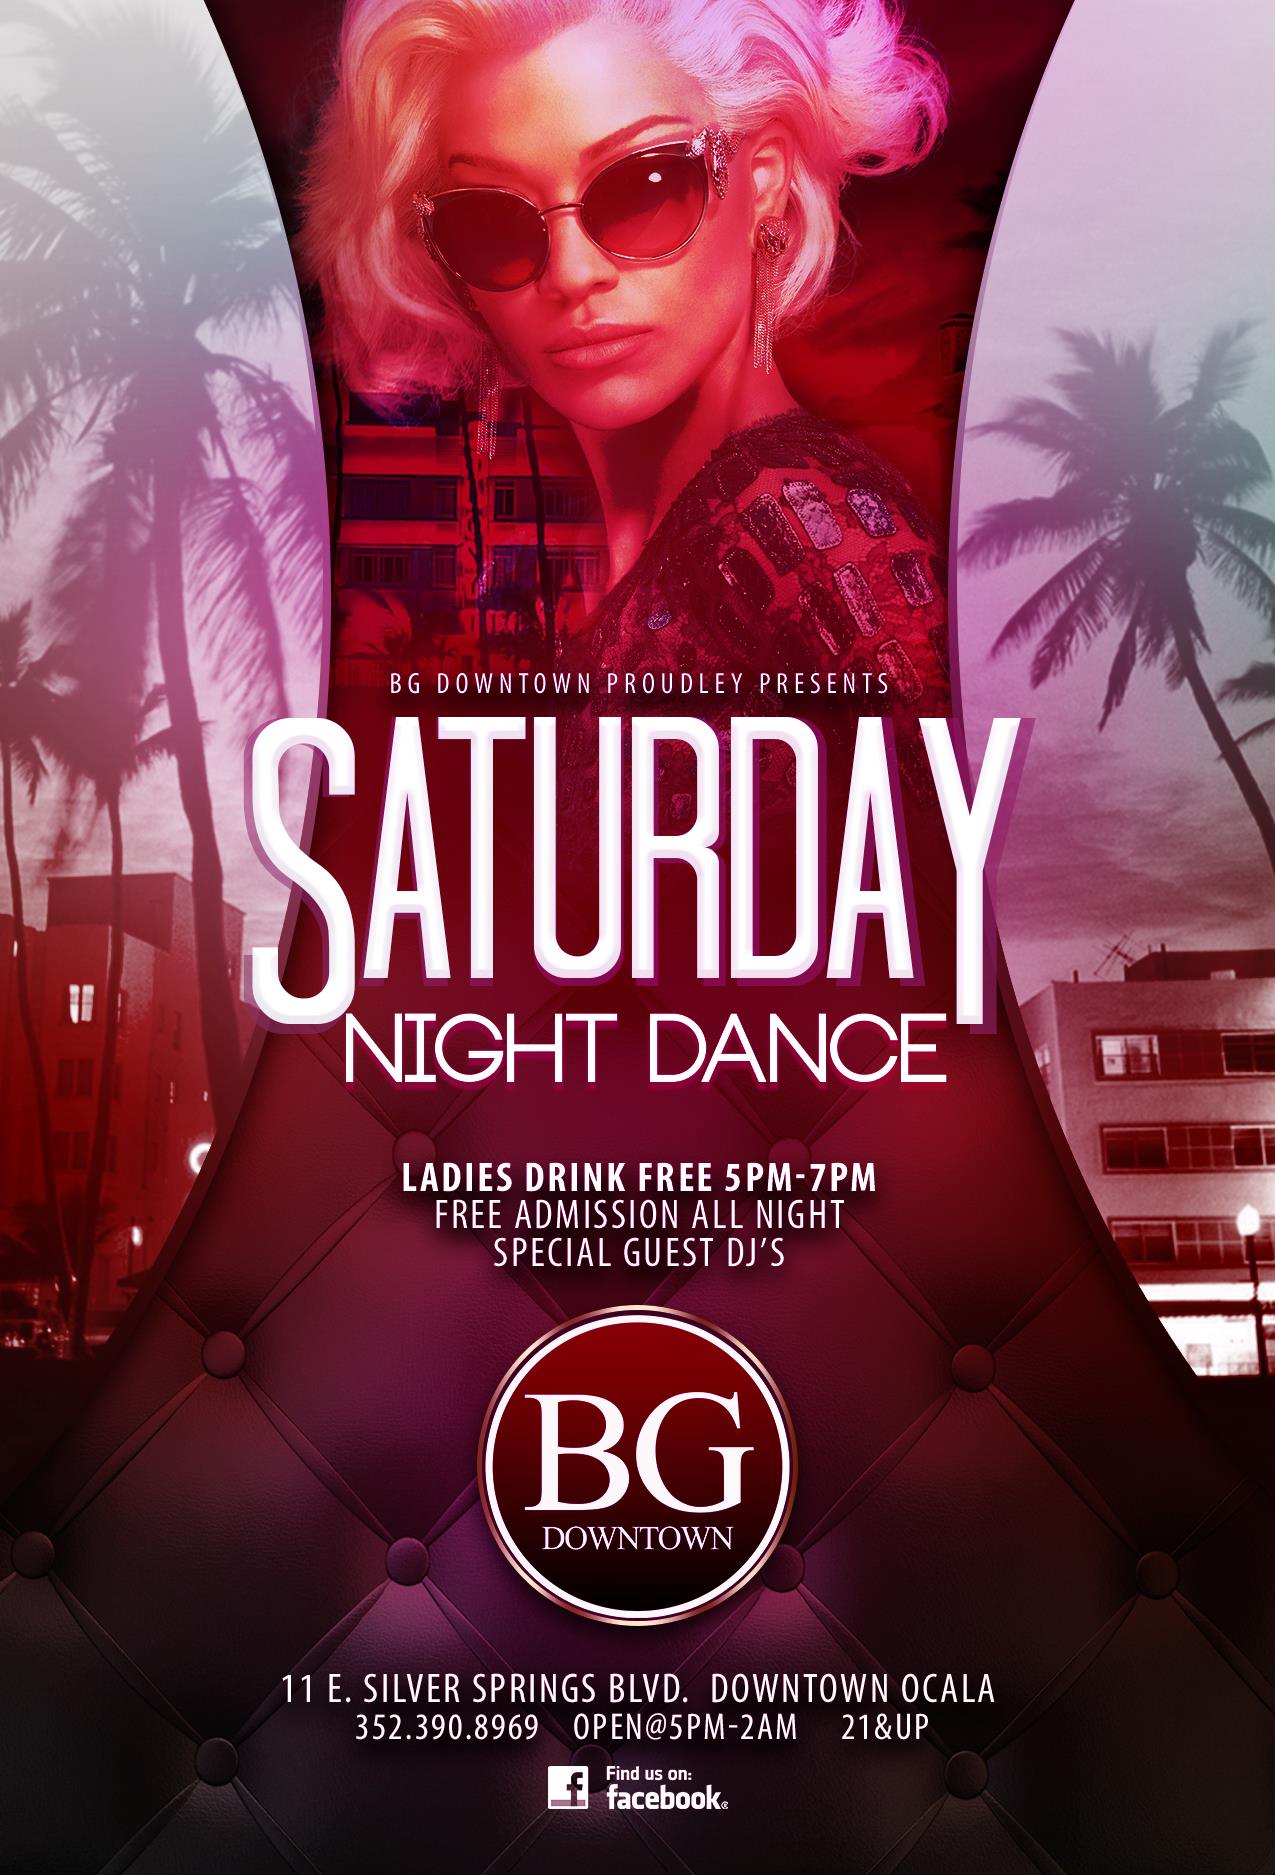 BG DOWNTOWN PROUDLEY PRESENTS
SATURDAY
NIGHT DANCE
LADIES DRINK FREE 5PM-7PM
FREE ADMISSION ALL NIGHT
SPECIAL GUEST DJ'S
BG
DOWNTOWN
11 E. SILVER SPRINGS BLVD. DOWNTOWN OCALA
352.390.8969 OPEN@5PM-2AM 21&UP
f Find us on:
facebook®